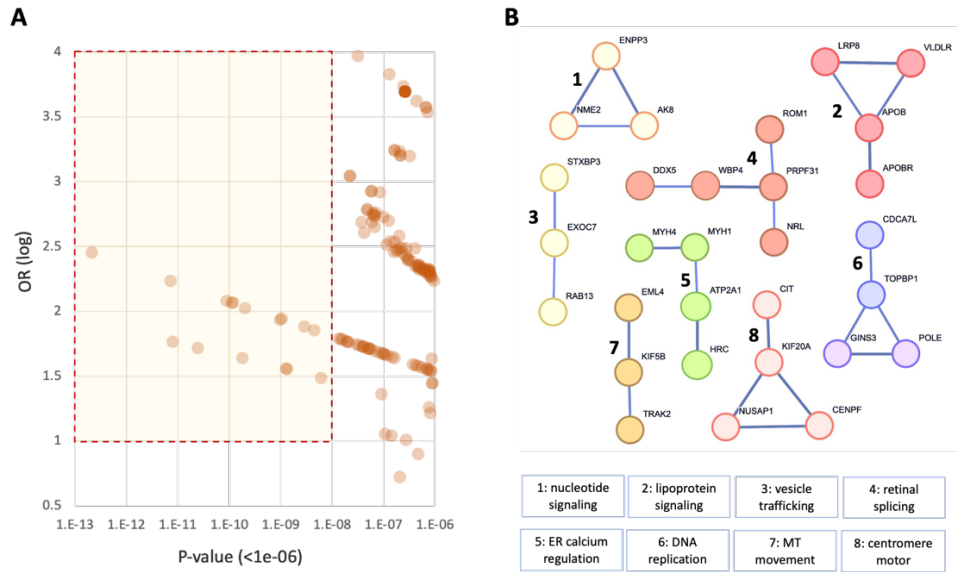 A
B
4
3.5
3
2.5
2
1.5
1
0.5
OR (log)
1.E-13
1.E-12
1.E-11
1.E-10
1.E-09
1.E-08
1.E-07
1.E-06
P-value (<1e-06)
ENPP3
1
NME2
AK8
LRP8
VLDLR
2
APOB
APOBR
ROM1
4
DDX5
WBP4
PRPF31
NRL
STXBP3
3
EXOC7
RAB13
MYH4
MYH1
5
ATP2A1
HRC
CDCA7L
6
TOPBP1
GINS3
POLE
EML4
7
KIF5B
TRAK2
CIT
8
KIF20A
NUSAP1
CENPF
1: nucleotide
signaling
2: lipoprotein
signaling
3: vesicle
trafficking
4: retinal
splicing
5: ER calcium
regulation
6: DNA
replication
7: MT
movement
8: centromere
motor